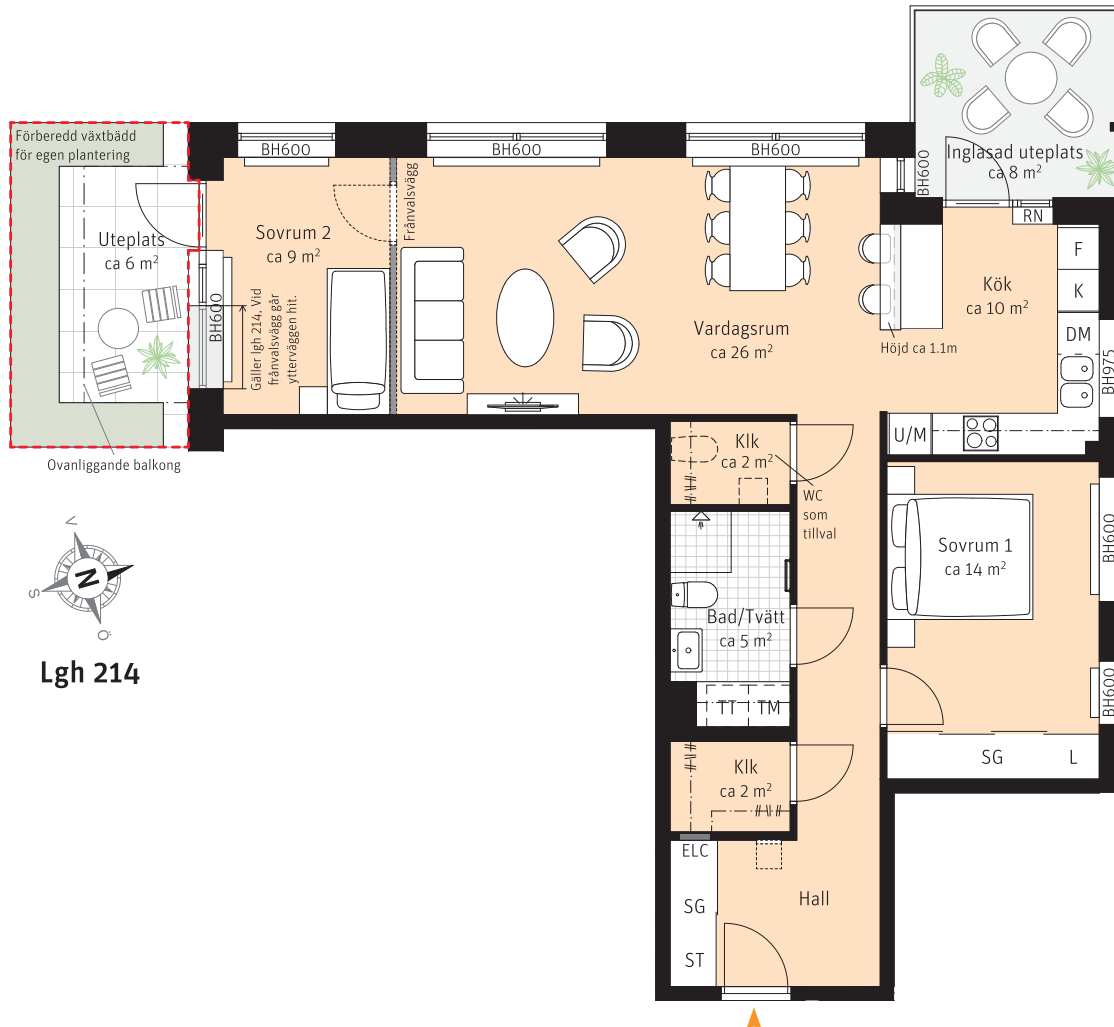 Förberedd växtbädd
för egen plantering
BH600
BH600
BH600
BH600
Inglasad uteplats
ca 8 m²
RN
Uteplats
ca 6 m²
Sovrum 2
ca 9 m²
Frånvalsvägg
BH600
Gäller lgh 214, Vid
frånvalsvägg går
ytterväggen hit.
Vardagsrum
ca 26 m²
Kök
ca 10 m²
Höjd ca 1.1m
F
K
DM
BH975
U/M
Ovanliggande balkong
Klk
ca 2 m²
WC
som
tillval
Sovrum 1
ca 14 m²
BH600
BH600
Bad/Tvätt
ca 5 m²
TT
TM
V
N
S
Ö
Lgh 214
SG
L
Klk
ca 2 m²
ELC
SG
ST
Hall